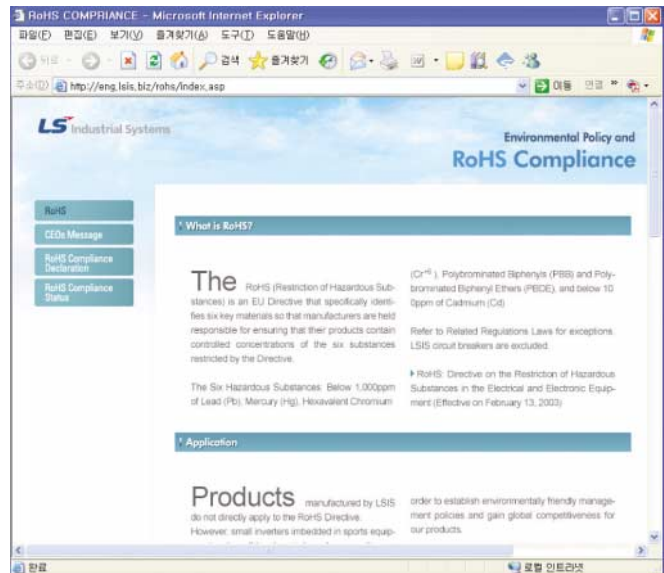 RoHS COMPRIANCE - Microsoft Internet Explorer
파일(F) 편집(E) 보기(V) 즐겨찾기(A) 도구(T) 도움말(H)
뒤로 검색 즐겨찾기
주소(D) http://eng.lsis.biz/rohs/index.asp 이동 연결 »
LS Industrial Systems
Environmental Policy and
RoHS Compliance
RoHS
CEOs Message
RoHS Compliance
Declaration
RoHS Compliance
Status
What is RoHS?
The RoHS (Restriction of Hazardous Sub-
stances) is an EU Directive that specifically identi-
fies six key materials so that manufacturers are held
responsible for ensuring that their products contain
controlled concentrations of the six substances
restricted by the Directive.
The Six Hazardous Substances: Below 1,000ppm
of Lead (Pb), Mercury (Hg), Hexavalent Chromium
(Cr+6 ), Polybrominated Biphenyls (PBB) and Poly-
brominated Biphenyl Ethers (PBDE), and below 10
0ppm of Cadmium (Cd)
Refer to Related Regulations Laws for exceptions.
LSIS circuit breakers are excluded.
RoHS: Directive on the Restriction of Hazardous
Substances in the Electrical and Electronic Equip-
ment (Effective on February 13, 2003)
Application
Products manufactured by LSIS
do not directly apply to the RoHS Directive.
However, small inverters imbedded in sports equip-
order to establish environmentally friendly manage-
ment policies and gain global competitiveness for
our products.
완료
로컬 인트라넷